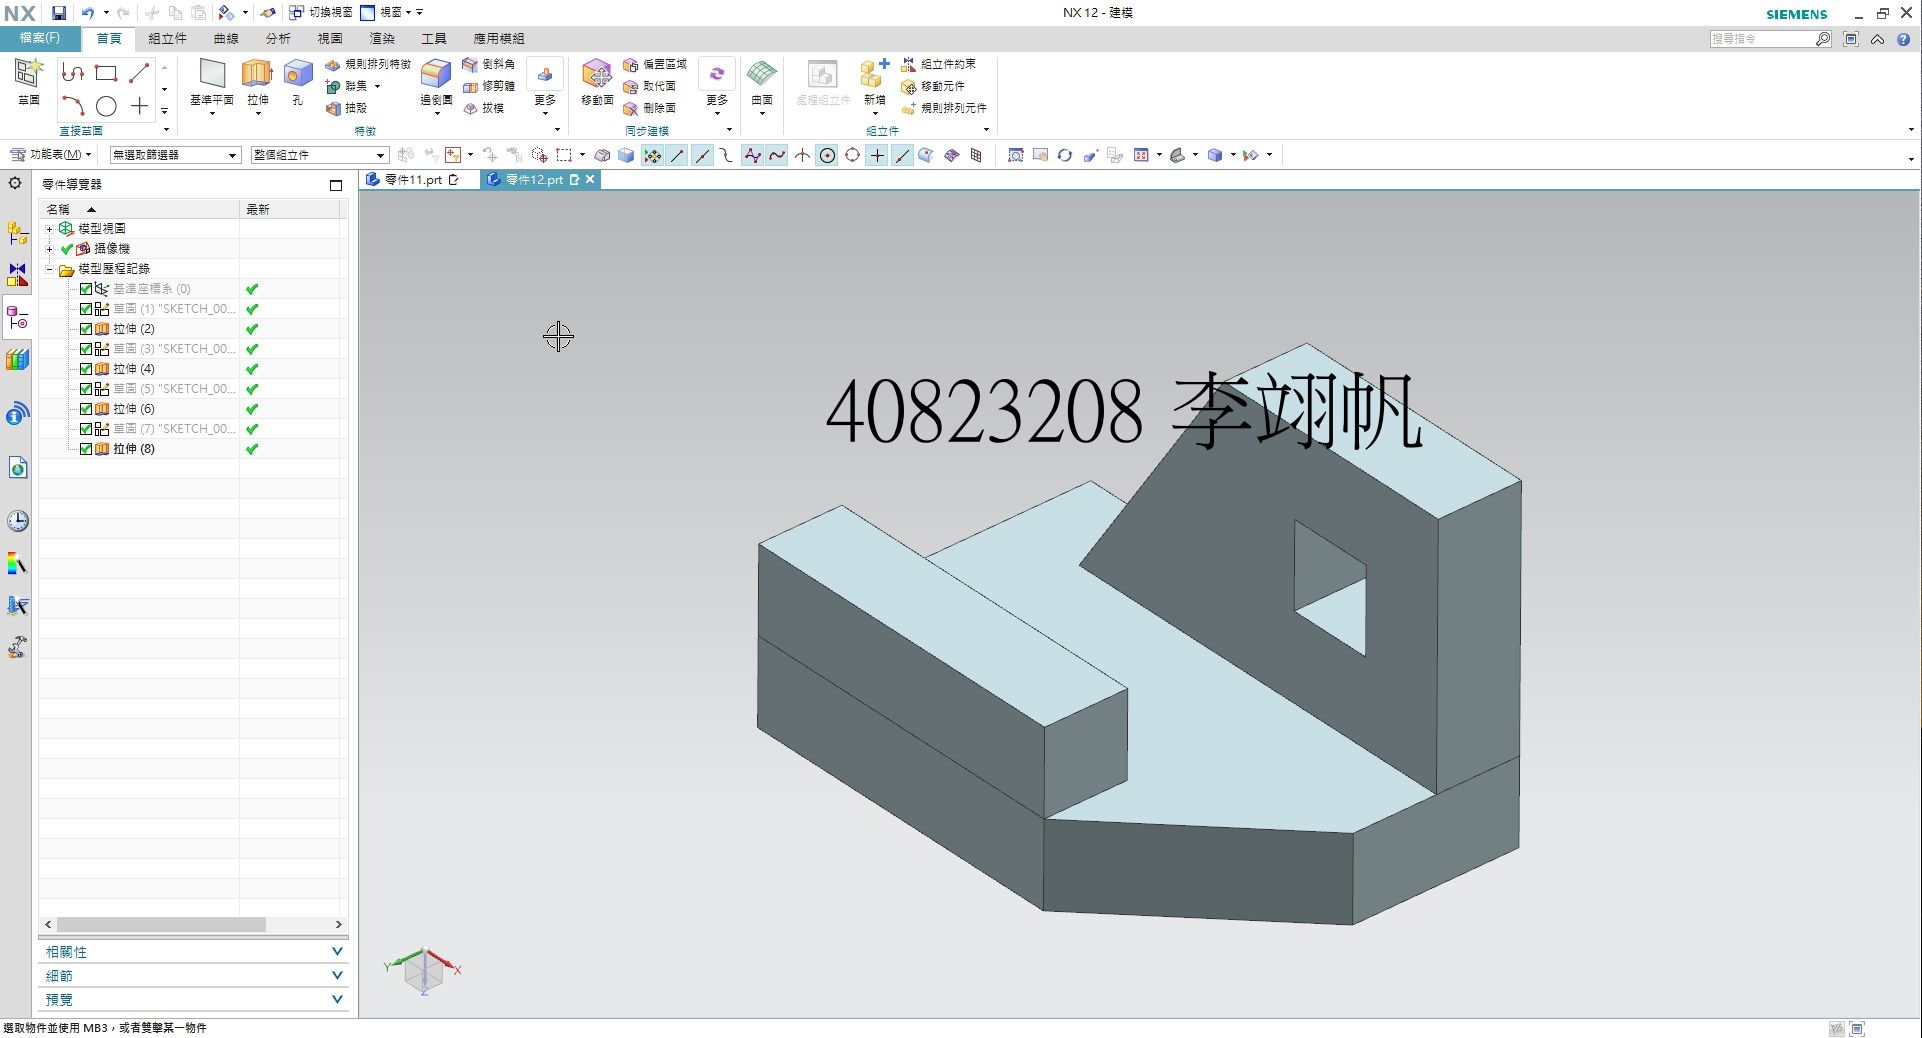 NX
切換視窗
視窗
NX 12 - 建模
SIEMENS
檔案(F)
首頁
組立件
曲線
分析
視圖
渲染
工具
應用模組
搜尋指令
草圖
直接草圖
基準平面
拉伸
孔
規則排列特徵
聯集
抽殼
邊倒圓
倒斜角
修剪體
拔模
更多
特徵
移動面
偏置區域
取代面
刪除面
更多
同步建模
曲面
處理組立件
新增
組立件約束
移動元件
規則排列元件
組立件
功能表(M)
無選取篩選器
整個組立件
零件導覽器
零件11.prt
零件12.prt
名稱
最新
模型視圖
攝像機
模型歷程記錄
基準座標系 (0)
草圖 (1) "SKETCH_00...
拉伸 (2)
草圖 (3) "SKETCH_00...
拉伸 (4)
草圖 (5) "SKETCH_00...
拉伸 (6)
草圖 (7) "SKETCH_00...
拉伸 (8)
40823208 李翊帆
相關性
細節
預覽
Y
X
Z
選取物件並使用 MB3，或者雙擊某一物件